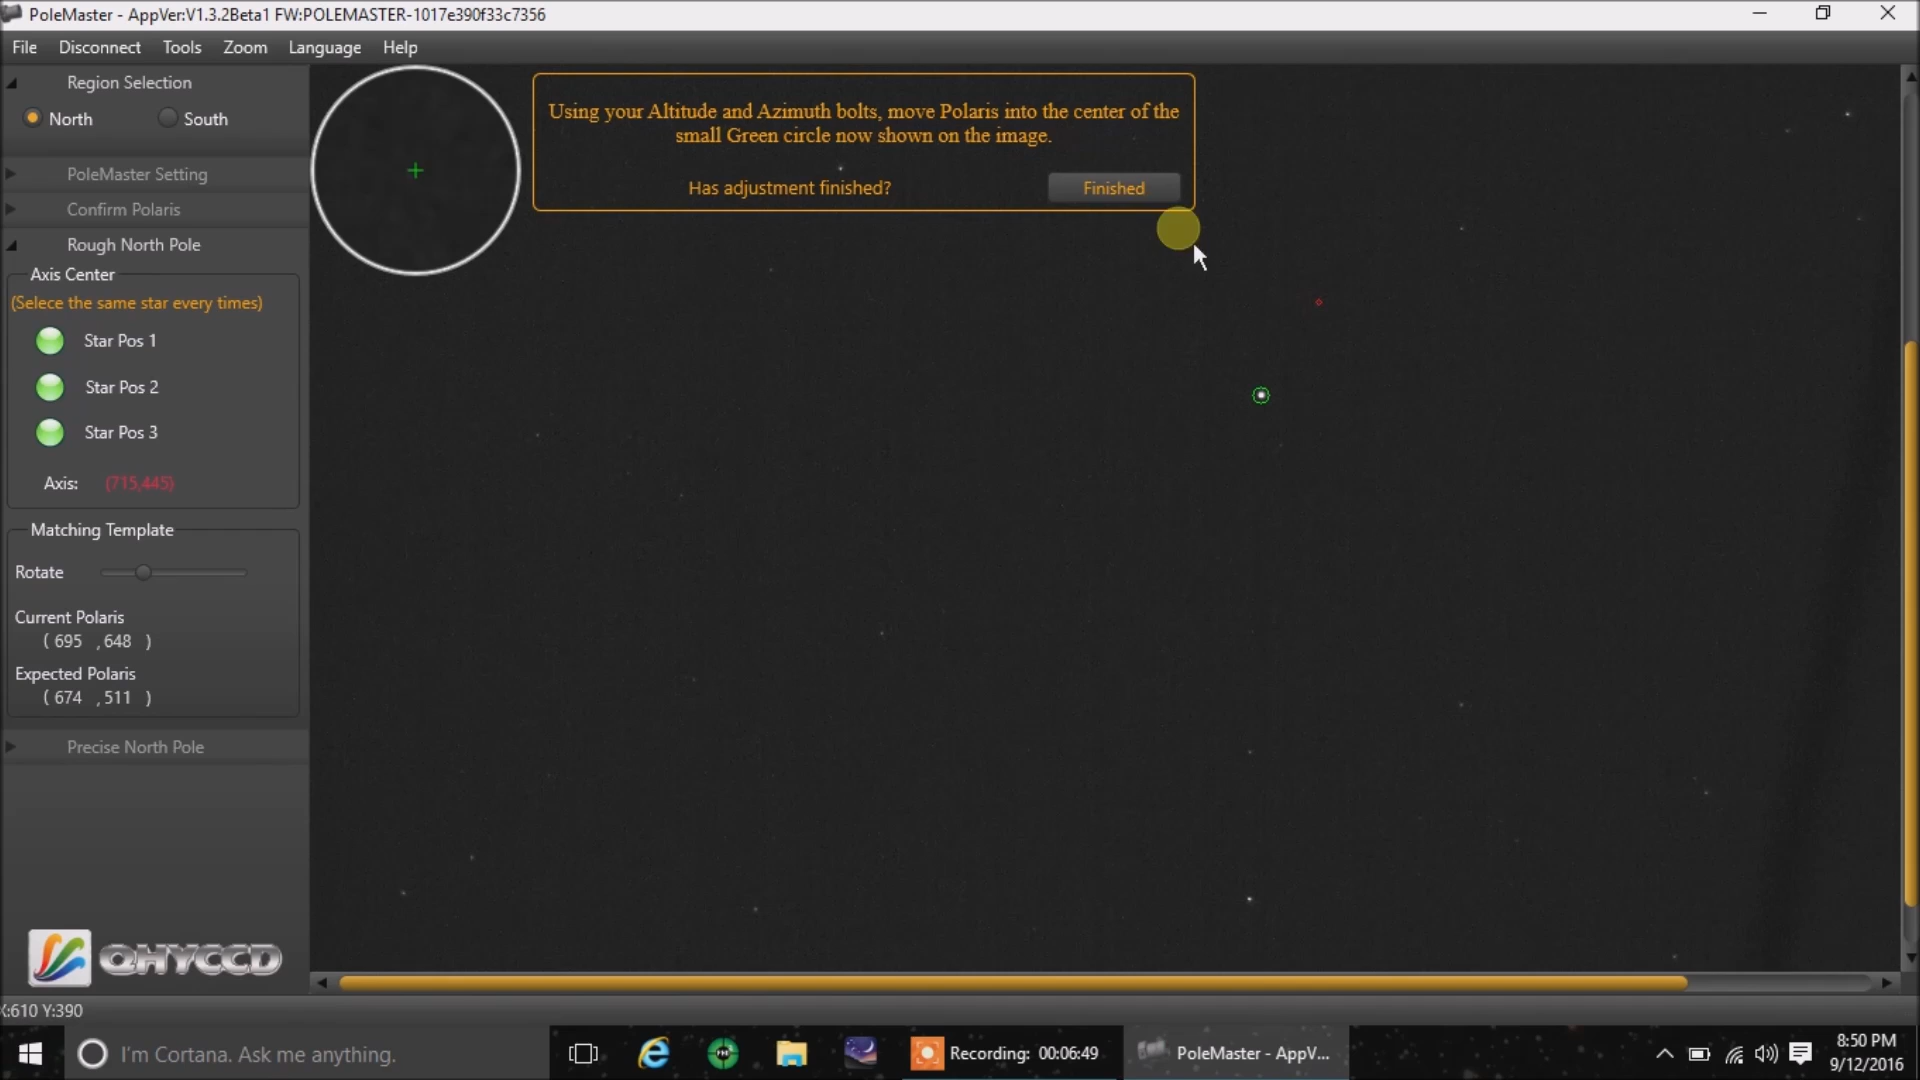 PoleMaster - AppVer:V1.3.2Beta1 FW:POLEMASTER-1017e390f33c7356
File Disconnect Tools Zoom Language Help
Region Selection
North South
PoleMaster Setting
Confirm Polaris
Rough North Pole
Axis Center
(Selece the same star every times)
Star Pos 1
Star Pos 2
Star Pos 3
Axis: (715,445)
Matching Template
Rotate
Current Polaris
( 695 ,648 )
Expected Polaris
( 674 ,511 )
Precise North Pole
QHYCCD
Using your Altitude and Azimuth bolts, move Polaris into the center of the
small Green circle now shown on the image.
Has adjustment finished? Finished
X:610 Y:390
I'm Cortana. Ask me anything.
Recording: 00:06:49
PoleMaster - AppV...
8:50 PM
9/12/2016